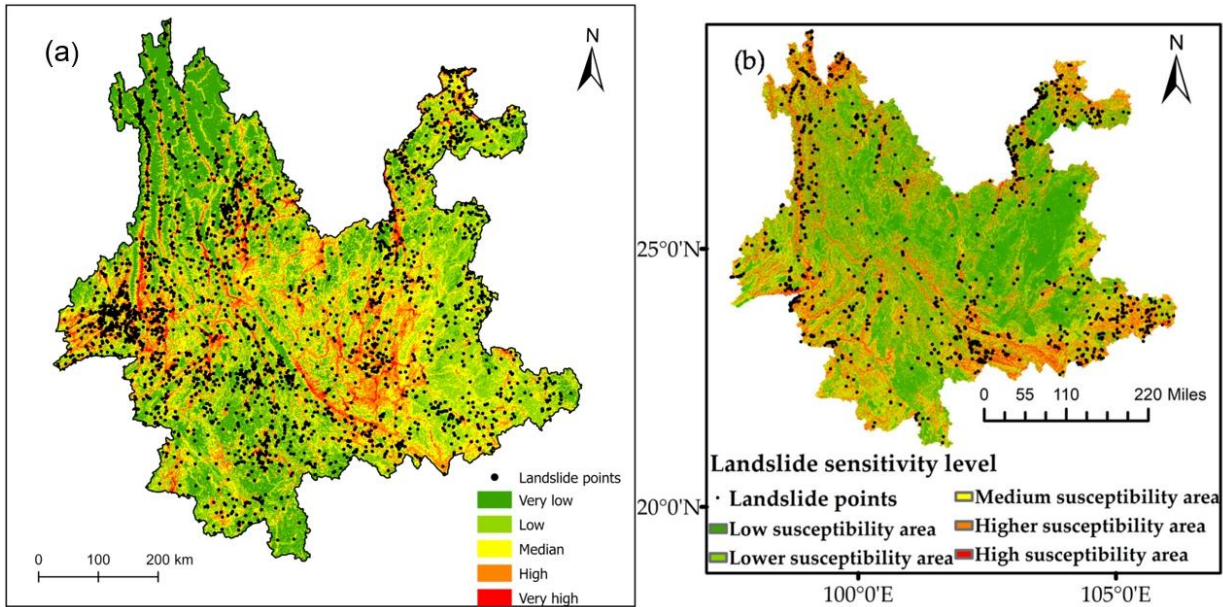 (a)
N
Landslide points
Very low
Low
Median
High
Very high
0 100 200 km
(b)
N
25°0'N
20°0'N
0 55 110 220 Miles
Landslide sensitivity level
Landslide points
Low susceptibility area
Lower susceptibility area
Medium susceptibility area
Higher susceptibility area
High susceptibility area
100°0'E 105°0'E